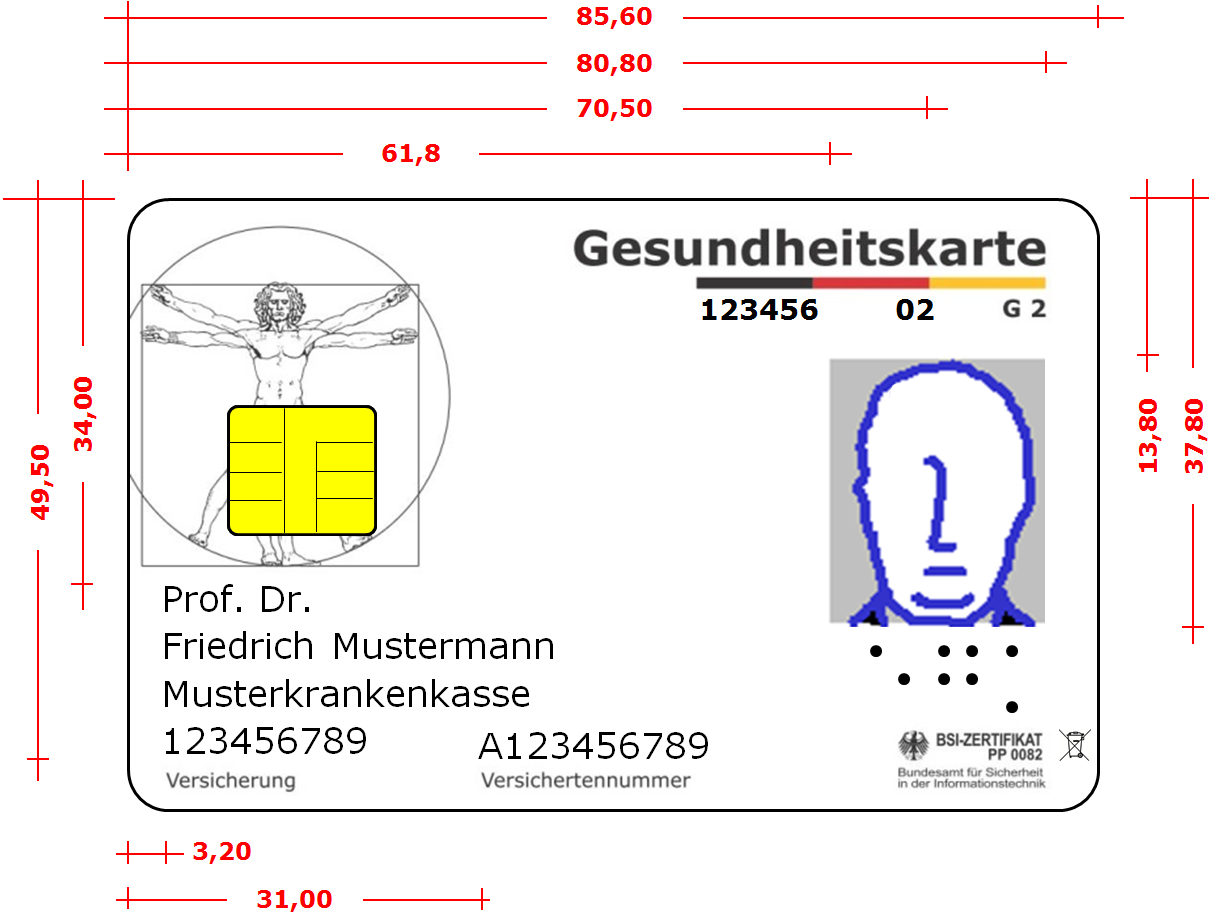 85,60
80,80
70,50
61,8
49,50
34,00
13,80
37,80
Gesundheitskarte
123456 02 G 2
Prof. Dr.
Friedrich Mustermann
Musterkrankenkasse
123456789 A123456789
Versicherung Versichertennummer
BSI-ZERTIFIKAT
PP 0082
Bundesamt für Sicherheit
in der Informationstechnik
3,20
31,00